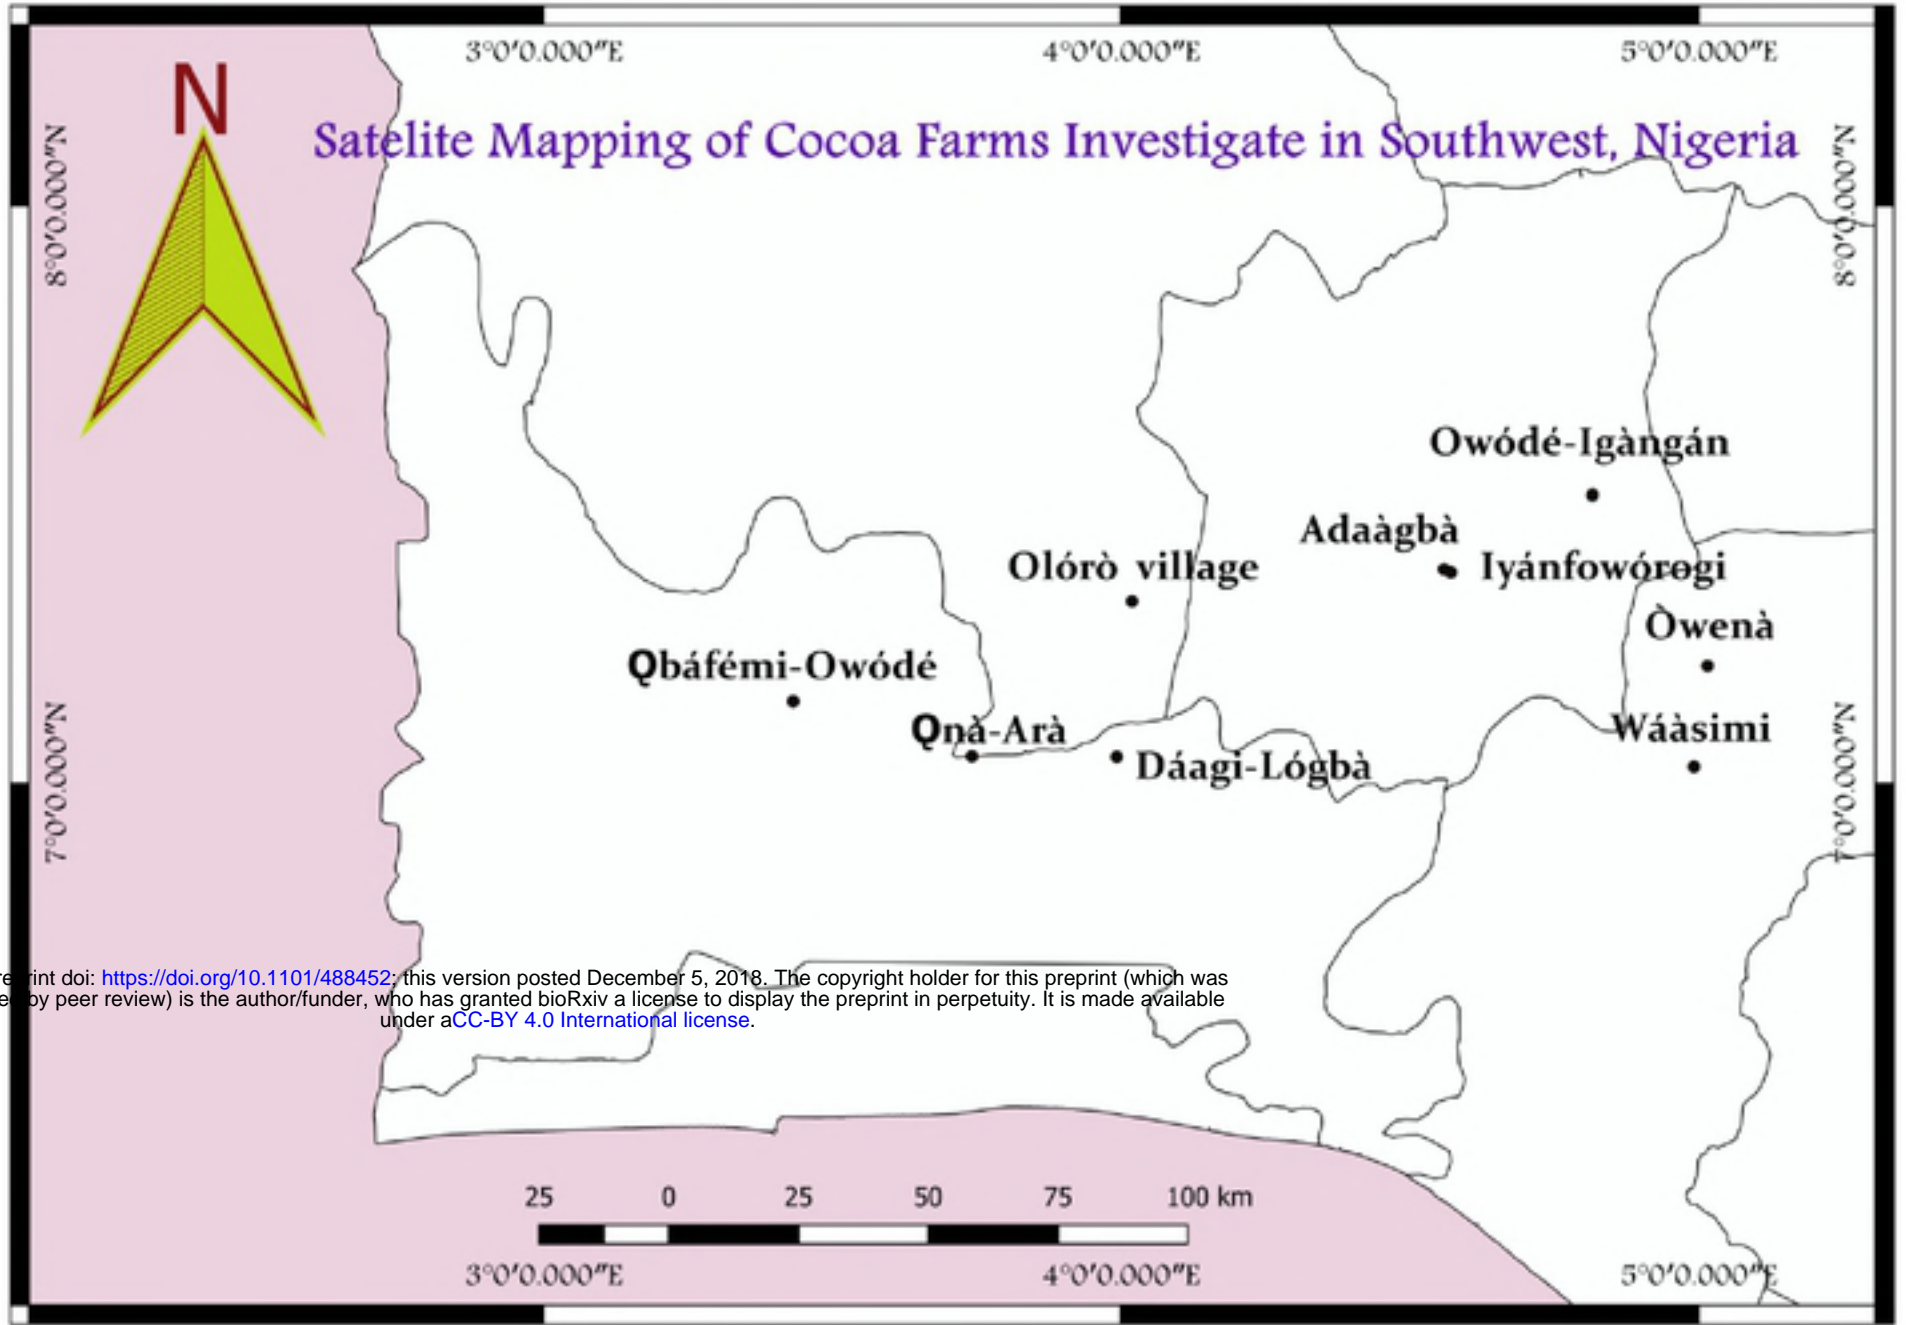 3°0'0.000"E 4°0'0.000"E 5°0'0.000"E
N
Satelite Mapping of Cocoa Farms Investigate in Southwest, Nigeria
8°0'0.000"N 8°0'0.000"N
Owódé-Igàngán
Adaàgbà
Olórò village Iyánfowórogi
Òwenà
Ọbáfémi-Owódé
Ọnà-Arà Wáàsimi
Dáagi-Lógbà
7°0'0.000"N 7°0'0.000"N
print doi: https://doi.org/10.1101/488452; this version posted December 5, 2018. The copyright holder for this preprint (which was
by peer review) is the author/funder, who has granted bioRxiv a license to display the preprint in perpetuity. It is made available
under aCC-BY 4.0 International license.
25 0 25 50 75 100 km
3°0'0.000"E 4°0'0.000"E 5°0'0.000"E